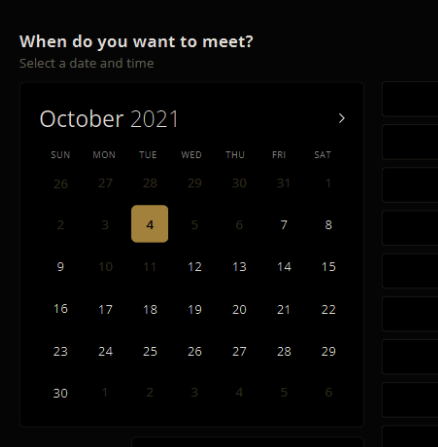 When do you want to meet?
Select a date and time
October 2021 >
SUN MON TUE WED THU FRI SAT
26 27 28 29 30 31 1
2 3 4 5 6 7 8
9 10 11 12 13 14 15
16 17 18 19 20 21 22
23 24 25 26 27 28 29
30 1 2 3 4 5 6